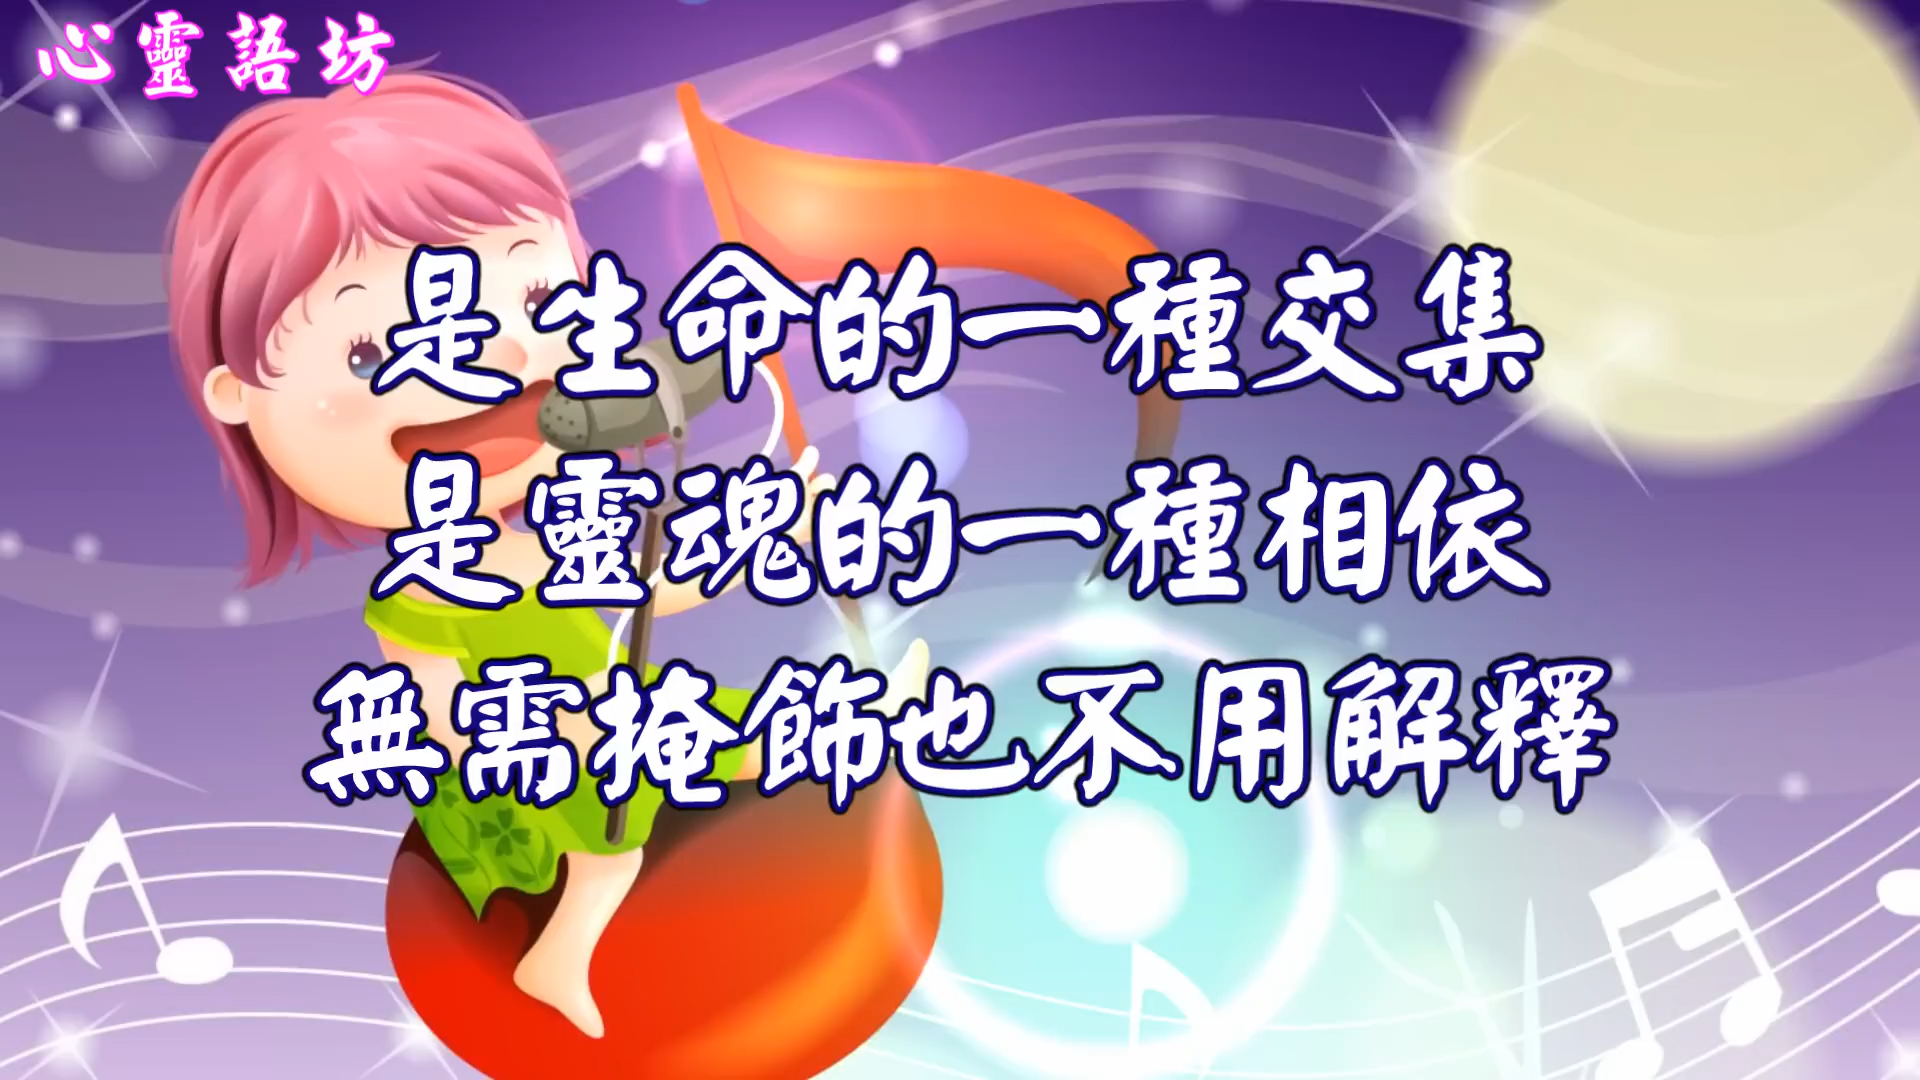 心靈語坊
是生命的一種交集
是靈魂的一種相依
無需掩飾也不用解釋